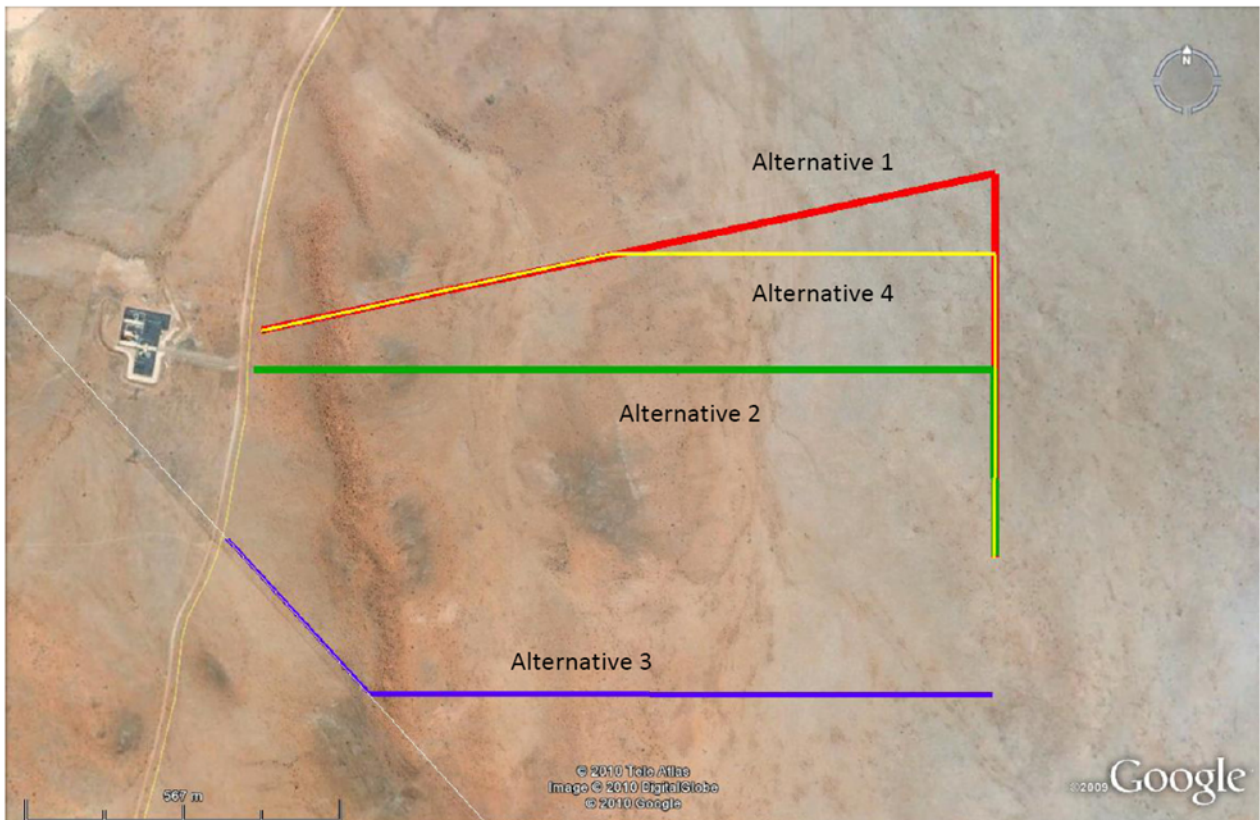 N
Alternative 1
Alternative 4
Alternative 2
Alternative 3
567 m
© 2010 Tele Atlas
Image © 2010 DigitalGlobe
© 2010 Google
©2009 Google